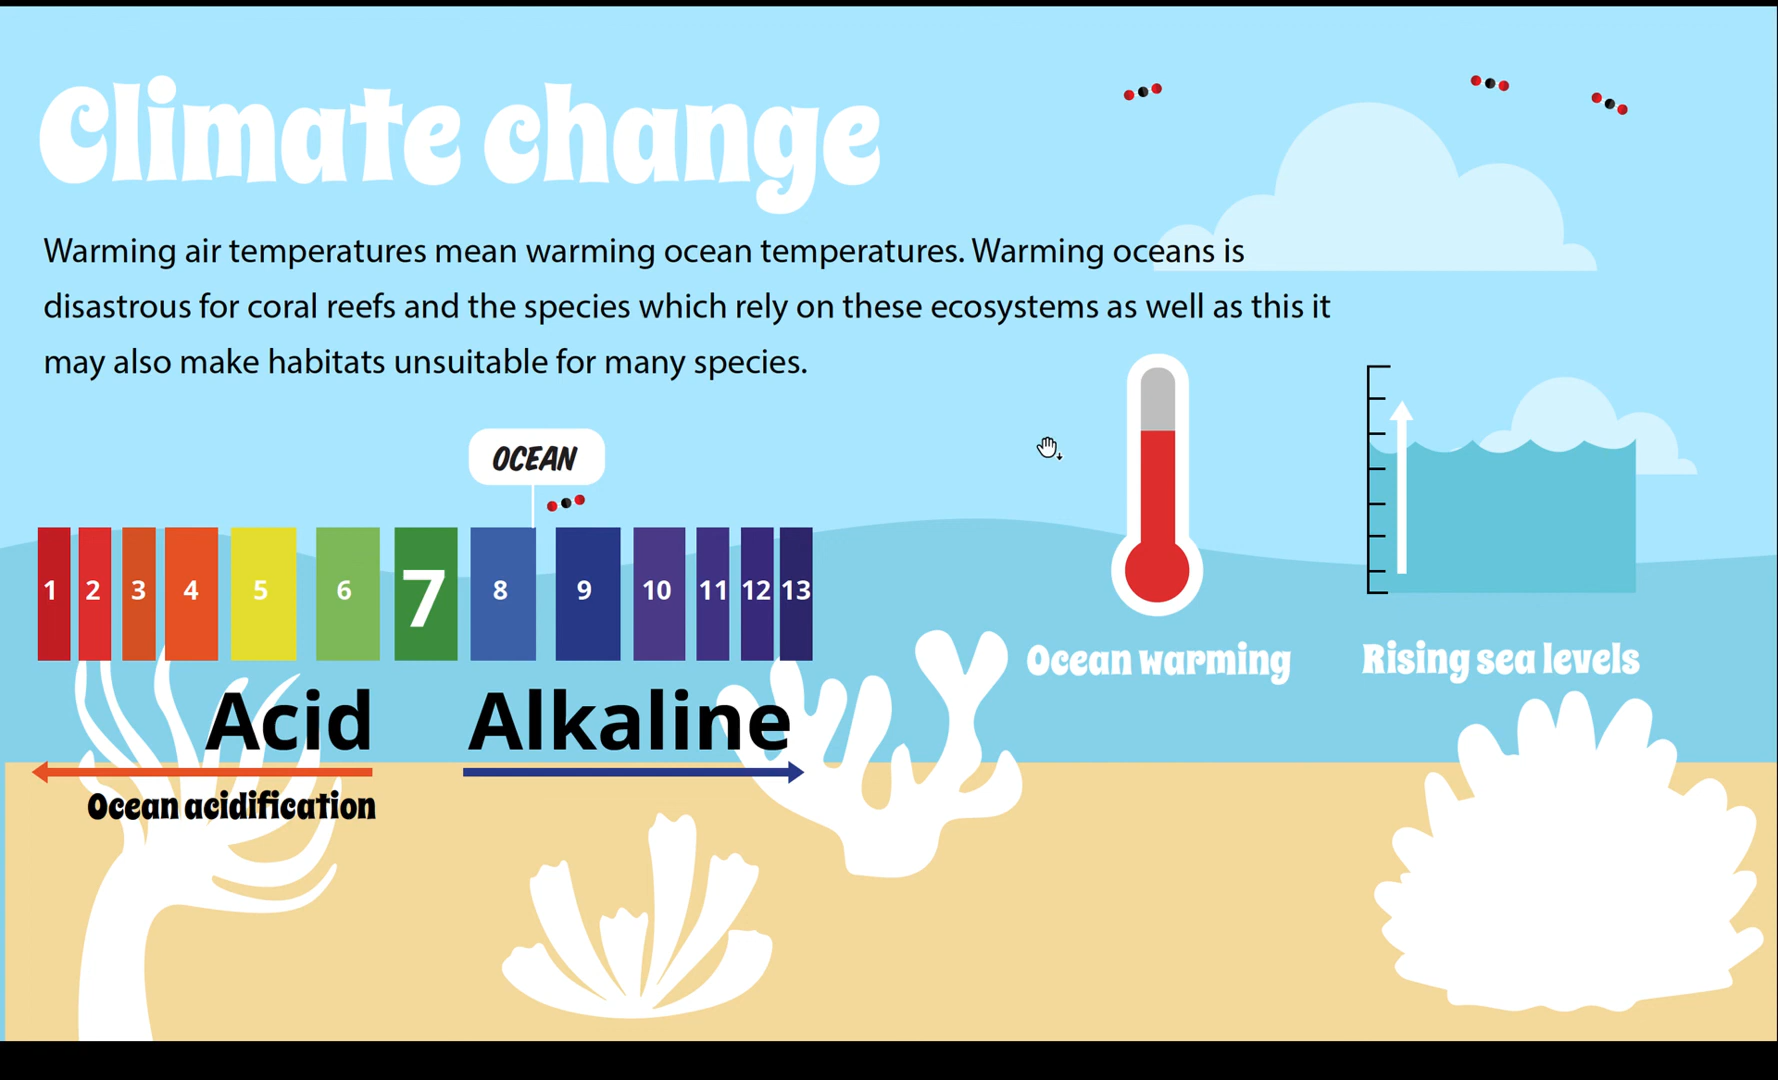 Climate change
Warming air temperatures mean warming ocean temperatures. Warming oceans is
disastrous for coral reefs and the species which rely on these ecosystems as well as this it
may also make habitats unsuitable for many species.
OCEAN
1 2 3 4 5 6 7 8 9 10 11 12 13
Acid Alkaline
Ocean acidification
Ocean warming
Rising sea levels